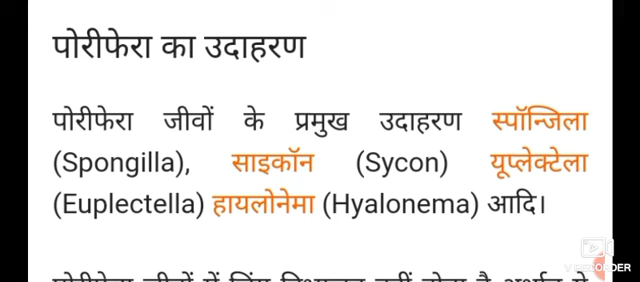 पोरीफेरा का उदाहरण
पोरीफेरा जीवों के प्रमुख उदाहरण स्पॉन्जिला
(Spongilla), साइकॉन (Sycon) यूप्लेक्टेला
(Euplectella) हायलोनेमा (Hyalonema) आदि।